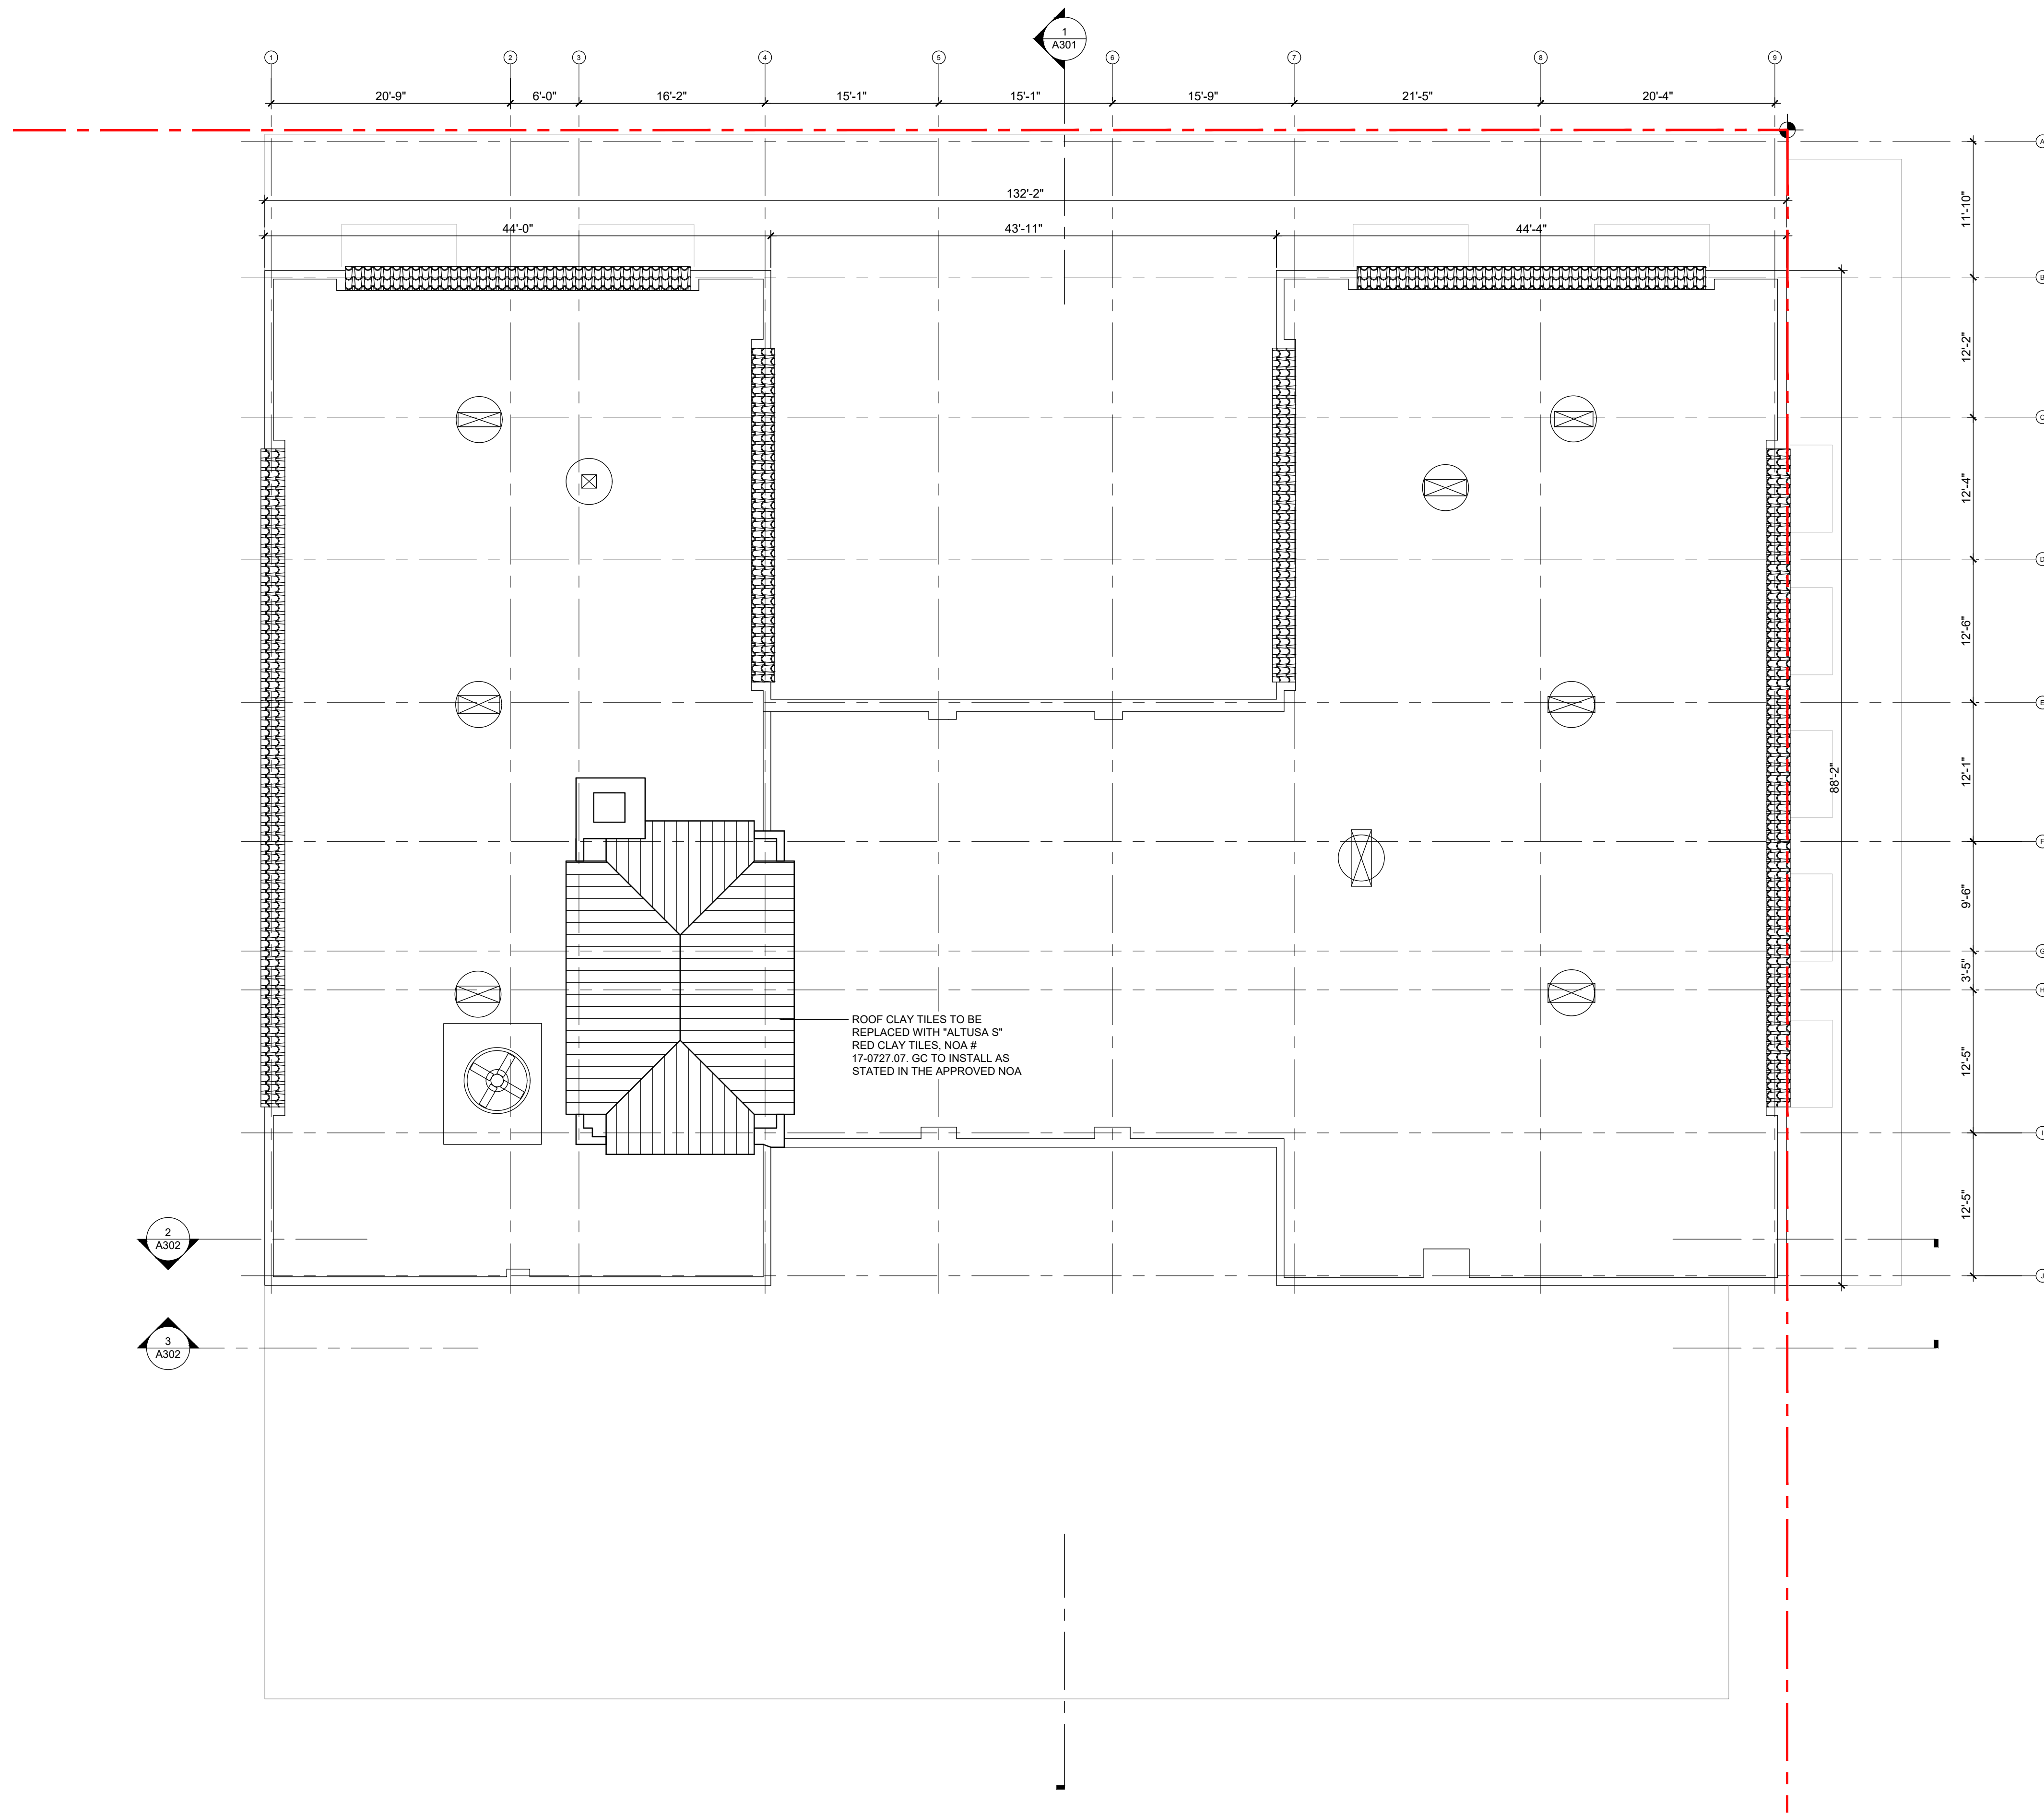 1
A301
1
2
3
4
5
6
7
8
9
20'-9"
6'-0"
16'-2"
15'-1"
15'-1"
15'-9"
21'-5"
20'-4"
A
132'-2"
11'-10"
44'-0"
43'-11"
44'-4"
B
12'-2"
C
12'-4"
D
12'-6"
E
12'-1"
88'-2"
F
9'-6"
G
3'-5"
H
ROOF CLAY TILES TO BE
REPLACED WITH "ALTUSA S"
RED CLAY TILES, NOA #
17-0727.07. GC TO INSTALL AS
STATED IN THE APPROVED NOA
12'-5"
I
12'-5"
2
A302
J
3
A302